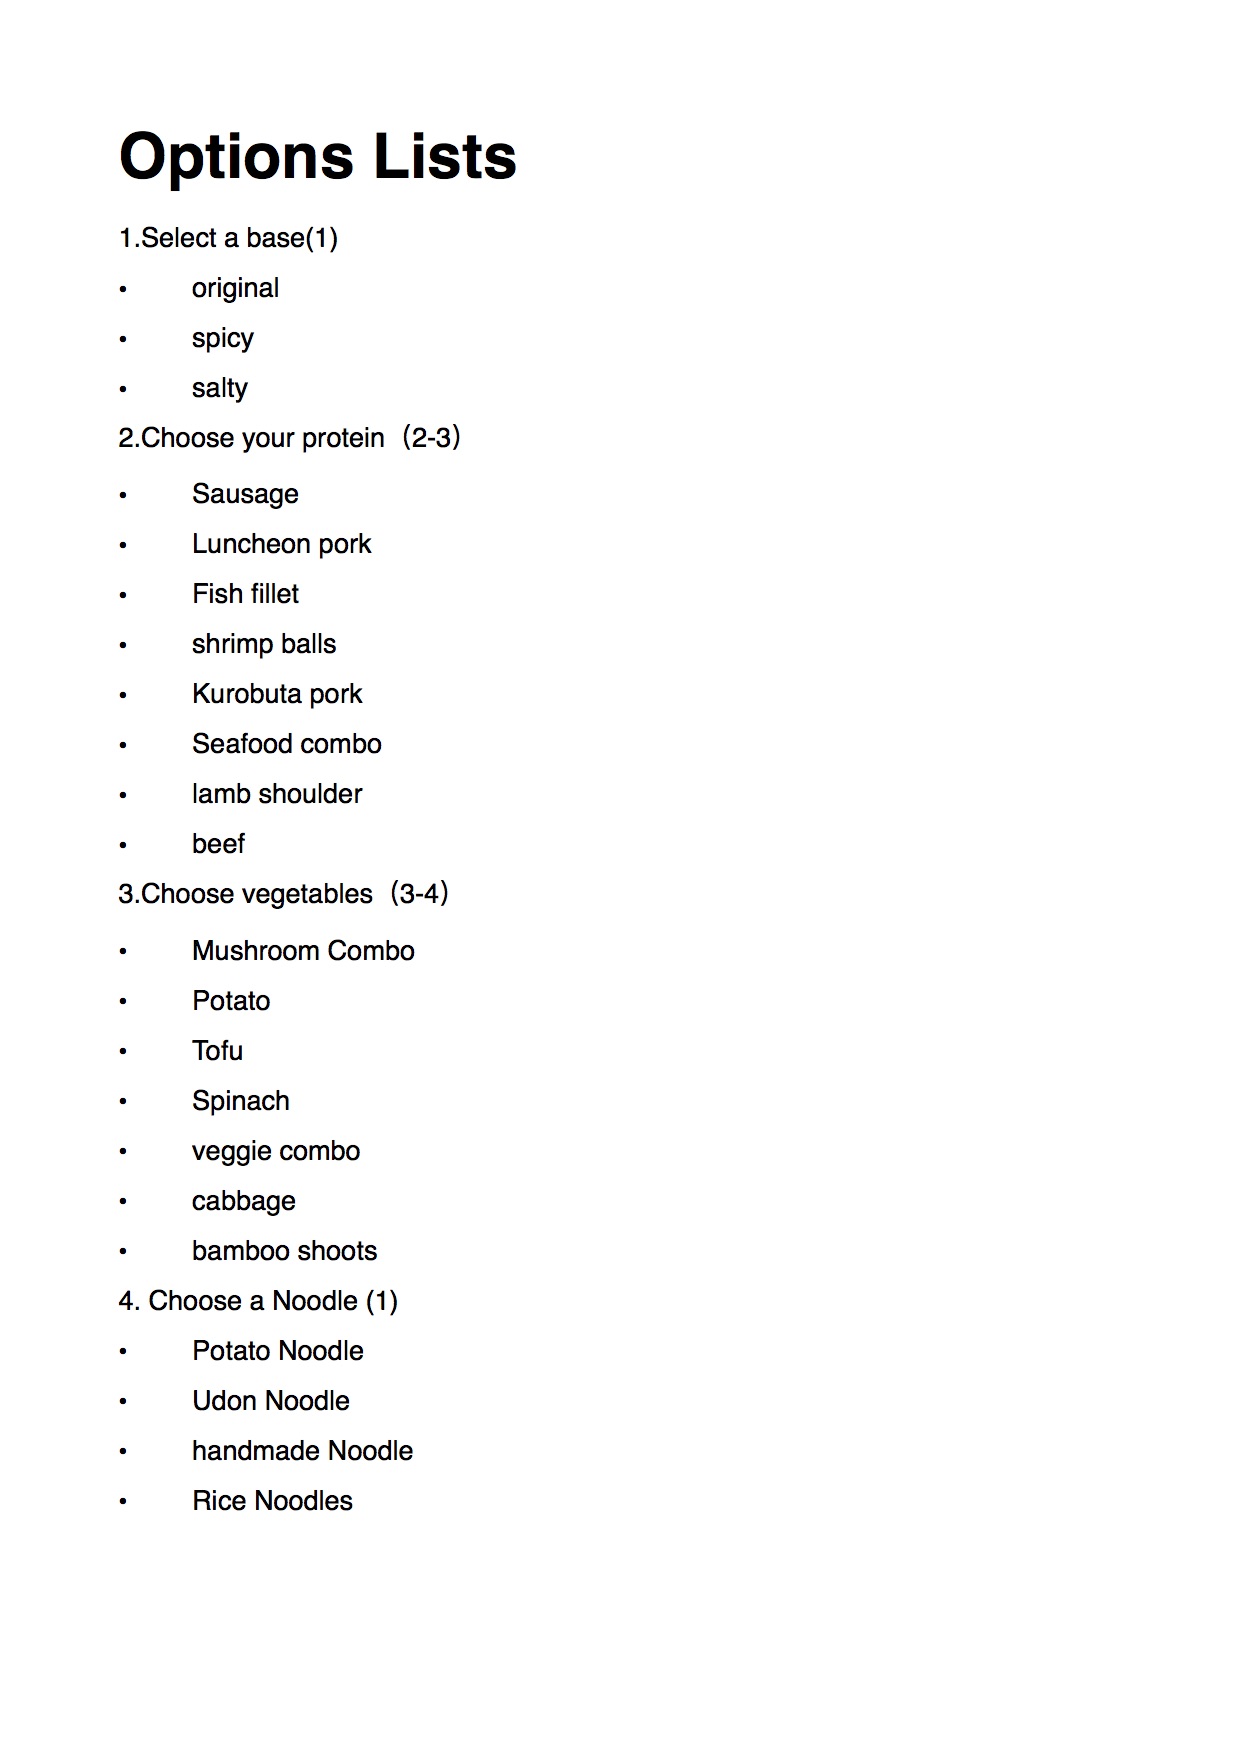 Options Lists
1.Select a base(1)
• original
• spicy
• salty
2.Choose your protein（2-3）
• Sausage
• Luncheon pork
• Fish fillet
• shrimp balls
• Kurobuta pork
• Seafood combo
• lamb shoulder
• beef
3.Choose vegetables（3-4）
• Mushroom Combo
• Potato
• Tofu
• Spinach
• veggie combo
• cabbage
• bamboo shoots
4. Choose a Noodle (1)
• Potato Noodle
• Udon Noodle
• handmade Noodle
• Rice Noodles